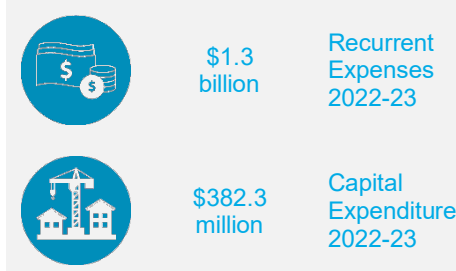 $
$
$1.3
billion
Recurrent
Expenses
2022-23
$382.3
million
Capital
Expenditure
2022-23